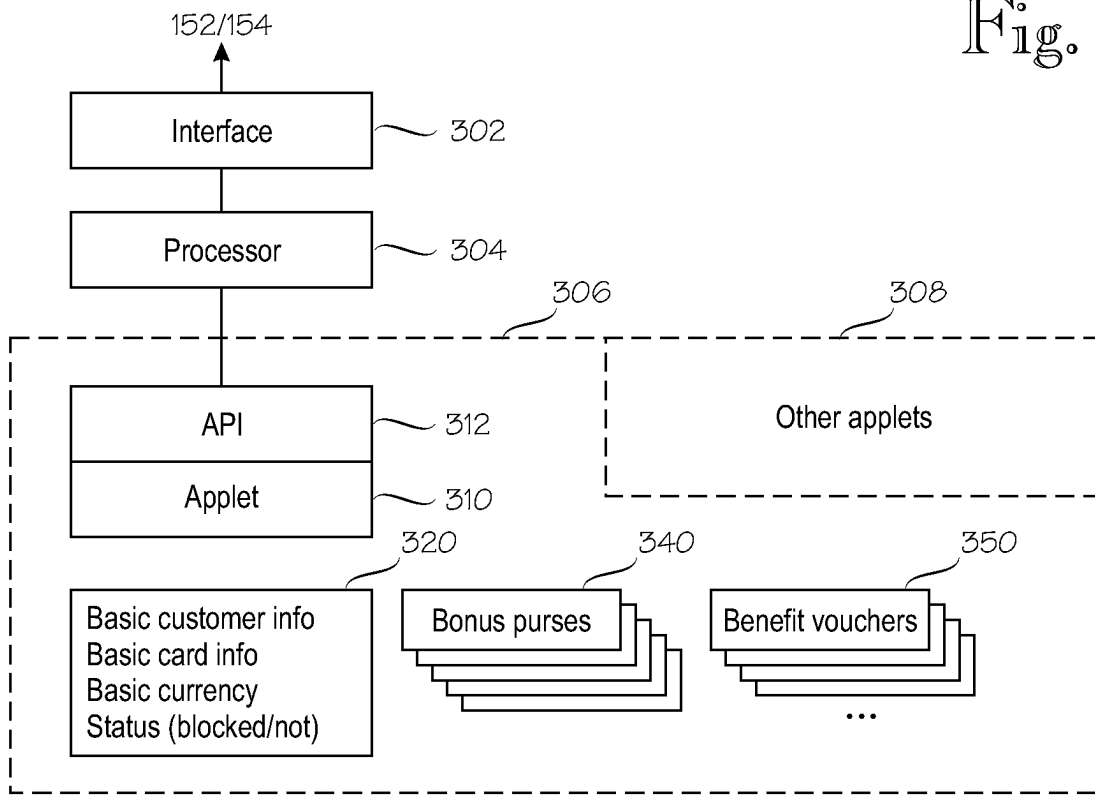 152/154
Fig.
Interface
302
Processor
304
306
308
API
312
Other applets
Applet
310
320
340
350
Basic customer info
Basic card info
Basic currency
Status (blocked/not)
Bonus purses
Benefit vouchers
...